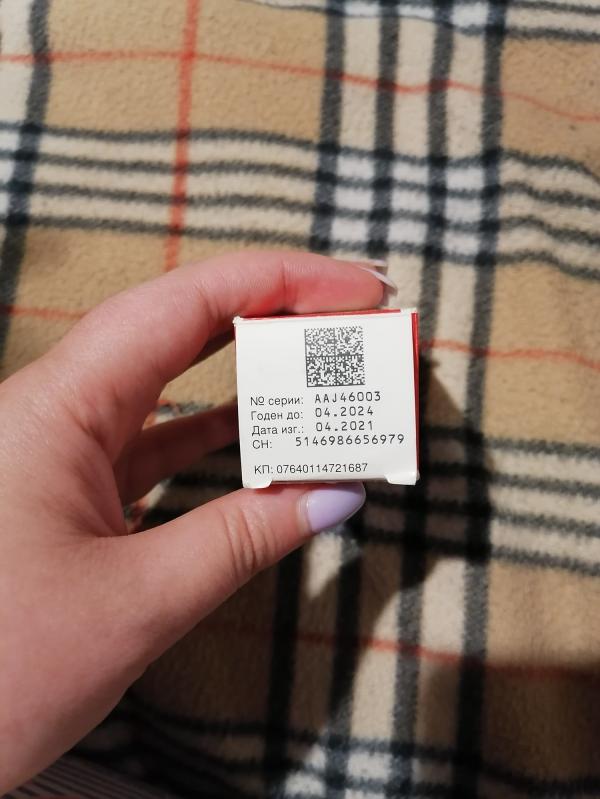 № серии: AAJ46003
Годен до: 04.2024
Дата изг.: 04.2021
СН: 5146986656979
КП: 07640114721687